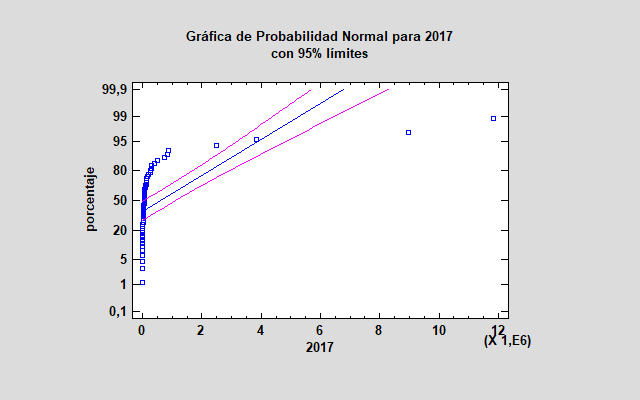 Gráfica de Probabilidad Normal para 2017
con 95% límites
porcentaje
99,9
99
95
80
50
20
5
1
0,1
0 2 4 6 8 10 12
(X 1,E6)
2017